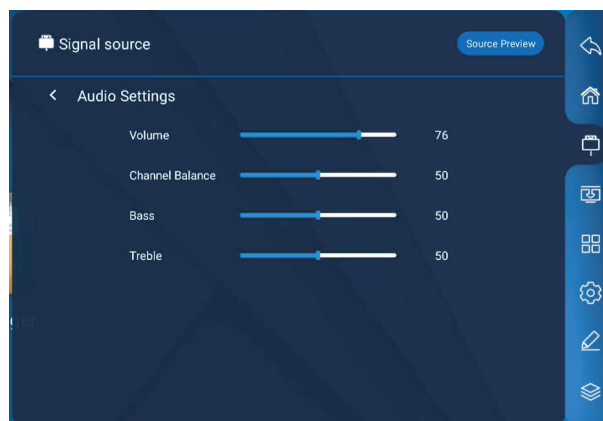 Signal source
Source Preview
Audio Settings
Volume 76
Channel Balance 50
Bass 50
Treble 50